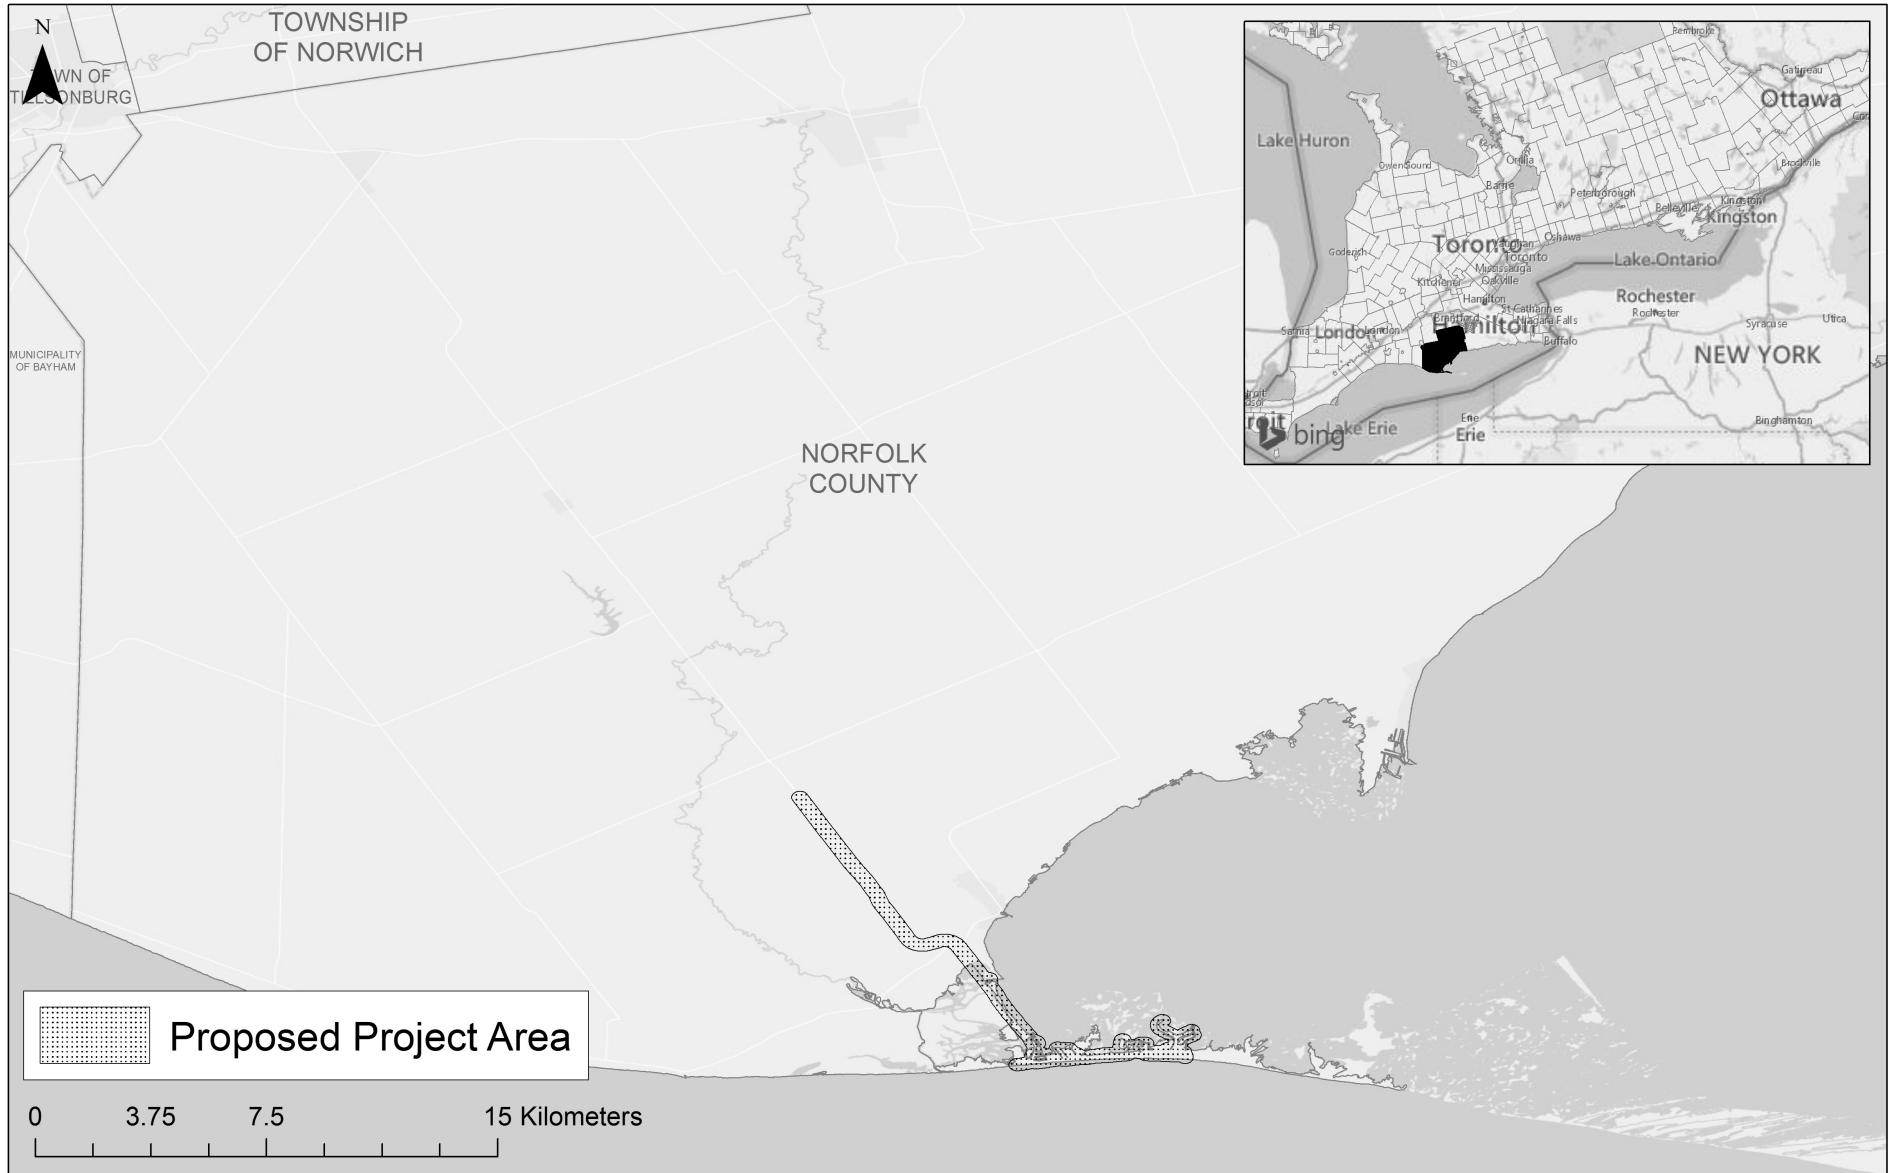 N
TOWNSHIP
OF NORWICH
WN OF
TILLSONBURG
MUNICIPALITY
OF BAYHAM
NORFOLK
COUNTY
Pembroke
Gatineau
Ottawa
Lake Huron
Owen Sound
Orillia
Barrie
Brockville
Peterborough
Belleville
Kingston
Kingston
Goderich
Toronto
Vaughan
Oshawa
Toronto
Lake Ontario
Mississauga
Kitchener
Oakville
Hamilton
Rochester
Rochester
St Catharines
Brantford
Hamilton
Niagara Falls
Sarnia
London
London
Buffalo
Syracuse
Utica
NEW YORK
Erie
Erie
Binghamton
bing
Lake Erie
Proposed Project Area
0 3.75 7.5 15 Kilometers